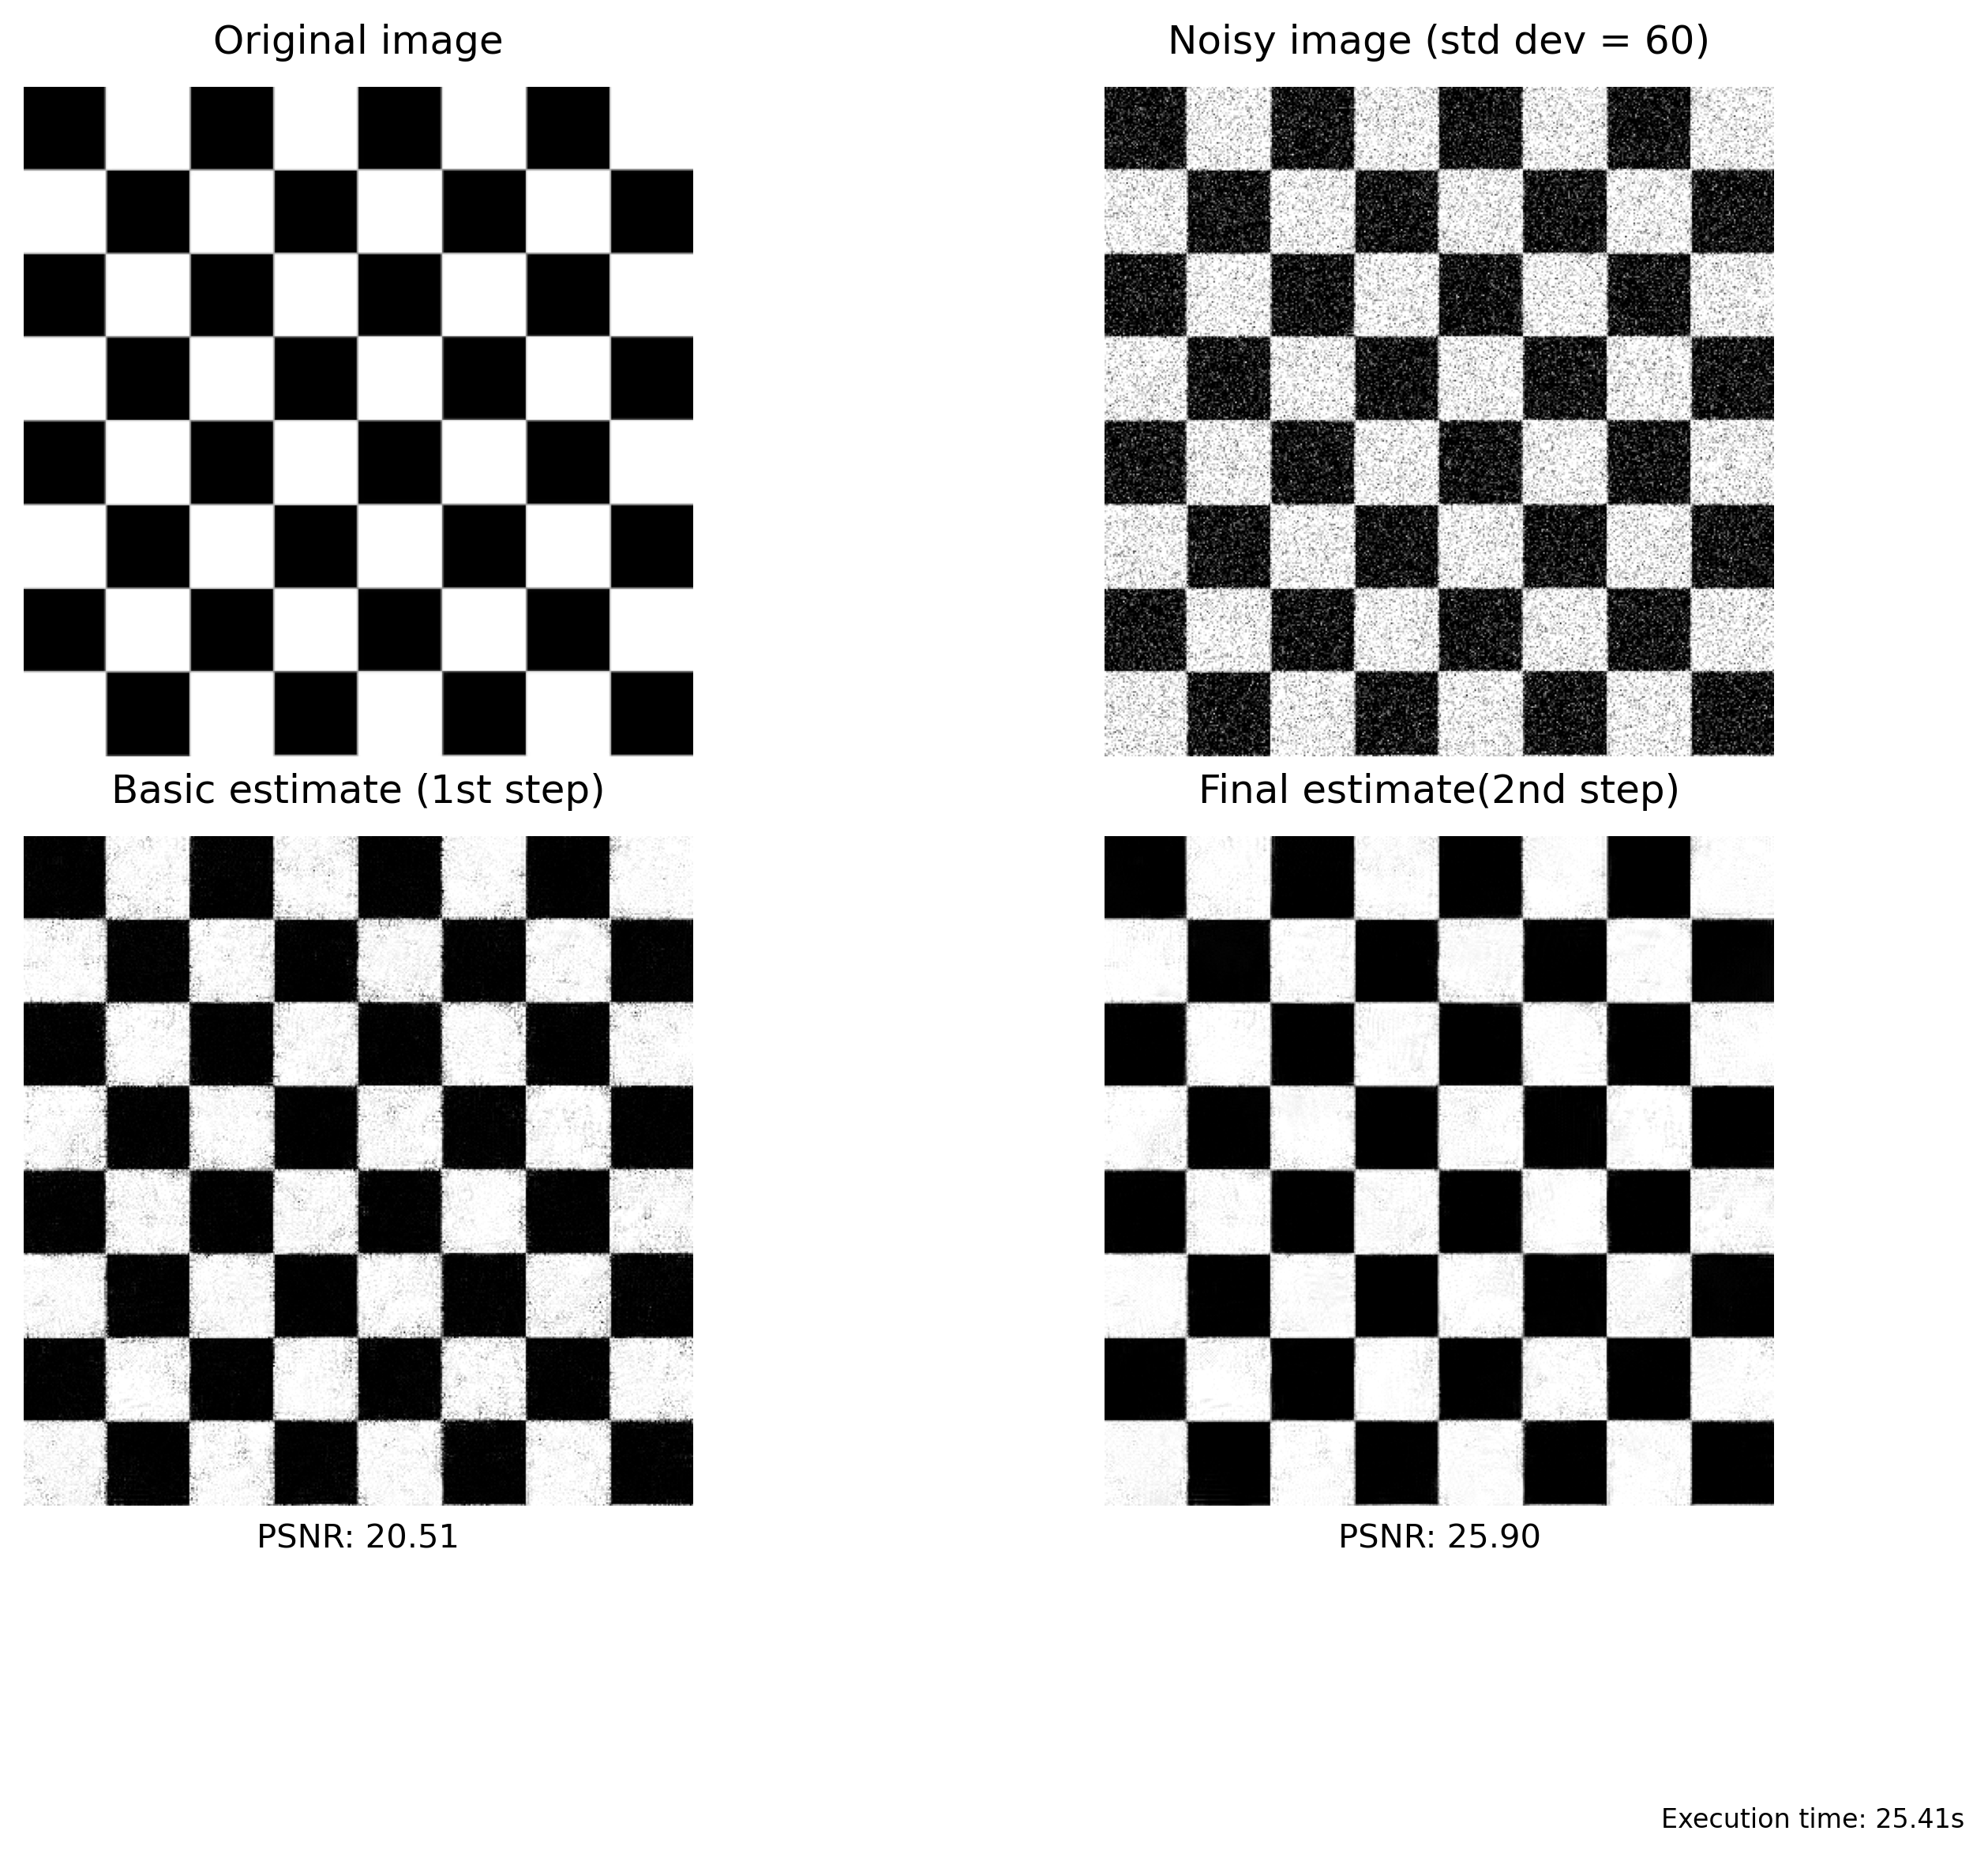 Original image
Noisy image (std dev = 60)
Basic estimate (1st step)
Final estimate(2nd step)
PSNR: 20.51
PSNR: 25.90
Execution time: 25.41s